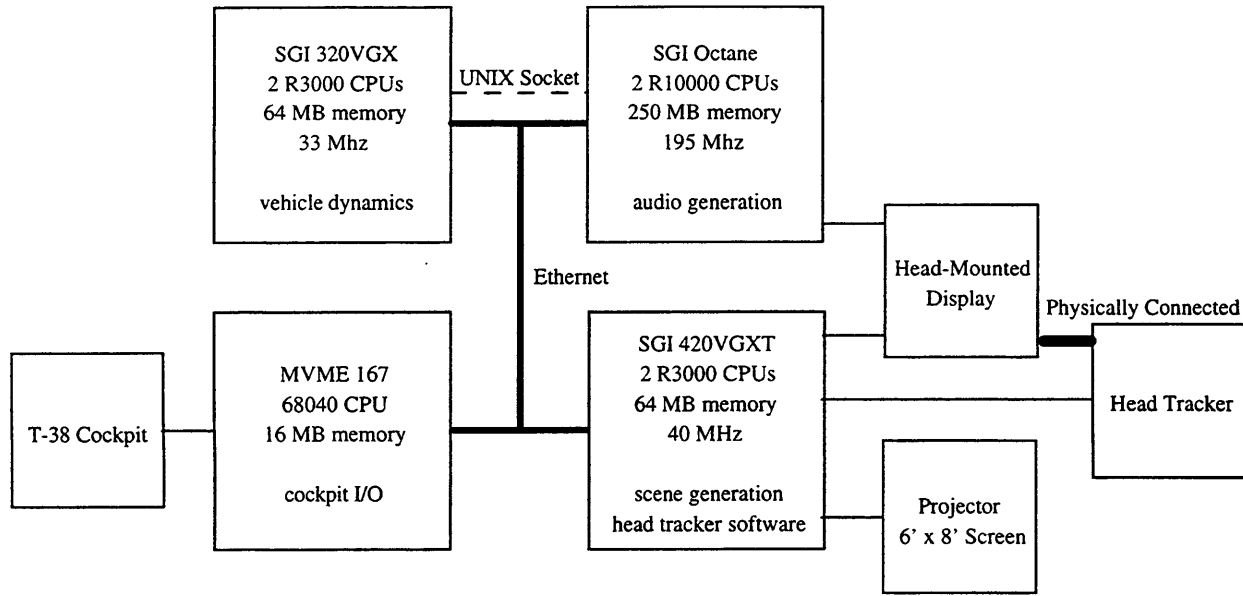 SGI 320VGX
2 R3000 CPUs
64 MB memory
33 Mhz
vehicle dynamics
UNIX Socket
SGI Octane
2 R10000 CPUs
250 MB memory
195 Mhz
audio generation
Ethernet
Head-Mounted
Display
Physically Connected
Head Tracker
T-38 Cockpit
MVME 167
68040 CPU
16 MB memory
cockpit I/O
SGI 420VGXT
2 R3000 CPUs
64 MB memory
40 MHz
scene generation
head tracker software
Projector
6' x 8' Screen